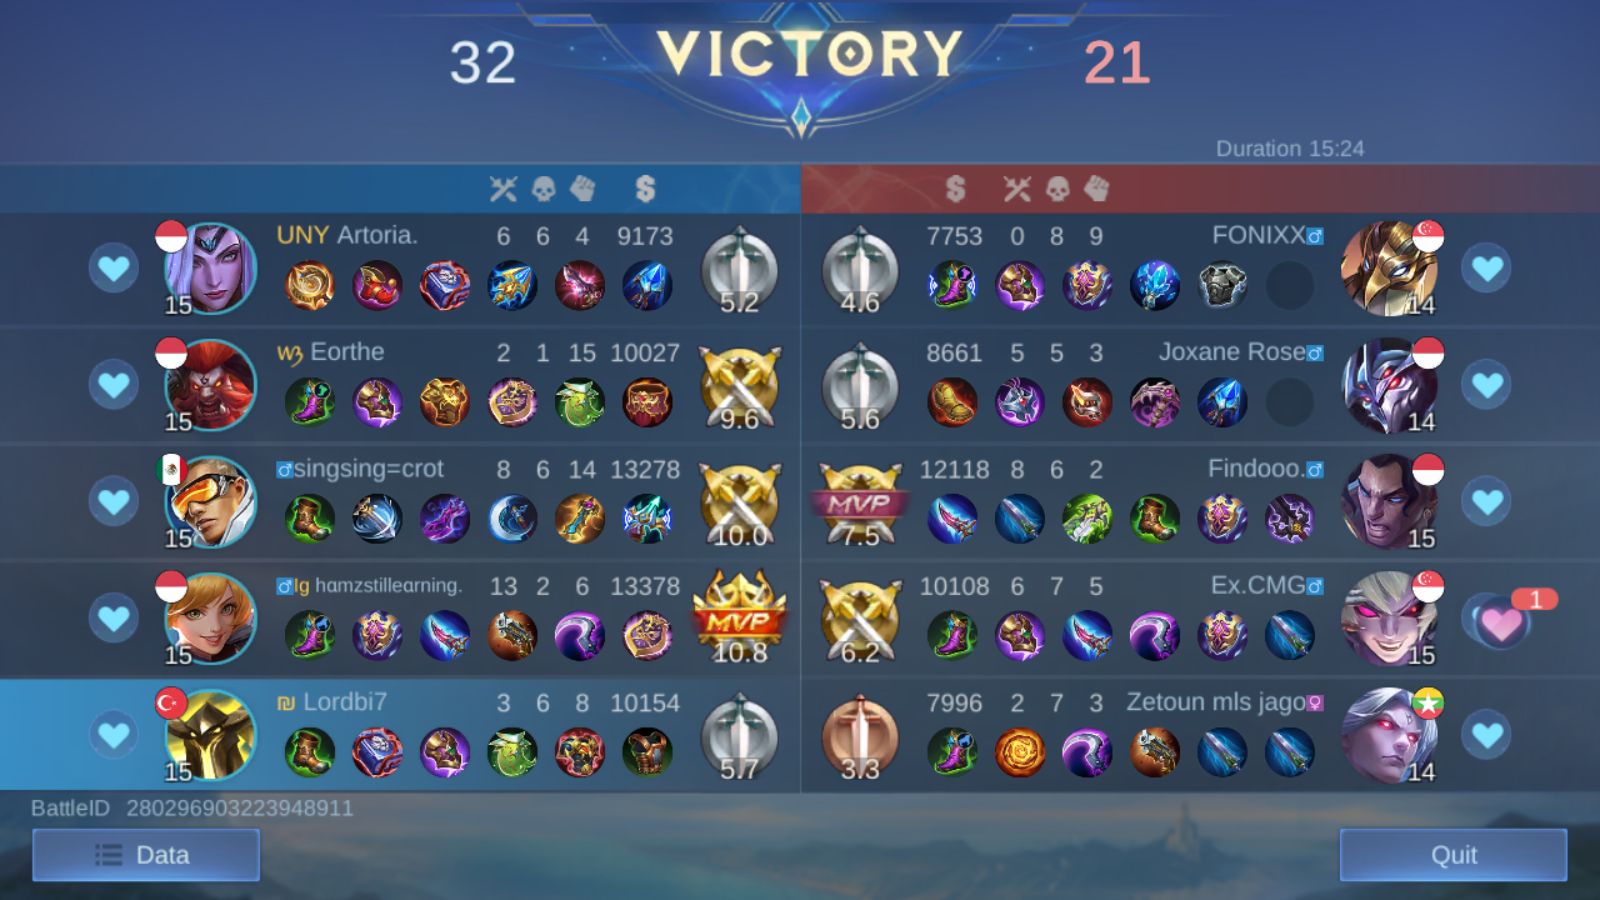 32 VICTORY 21
Duration 15:24
UNY Artoria. 6 6 4 9173
15 5.2
7753 0 8 9 FONIXX
4.6 14
Eorthe 2 1 15 10027
15 9.6
8661 5 5 3 Joxane Rose
5.6 14
singsing=crot 8 6 14 13278
15 10.0
12118 8 6 2 Findooo.
MVP
7.5 15
lg hamzstillearning. 13 2 6 13378
MVP
15 10.8
10108 6 7 5 Ex.CMG
1
6.2 15
Lordbi7 3 6 8 10154
15 5.7
7996 2 7 3 Zetoun mls jago
3.3 14
BattleID 280296903223948911
Data
Quit